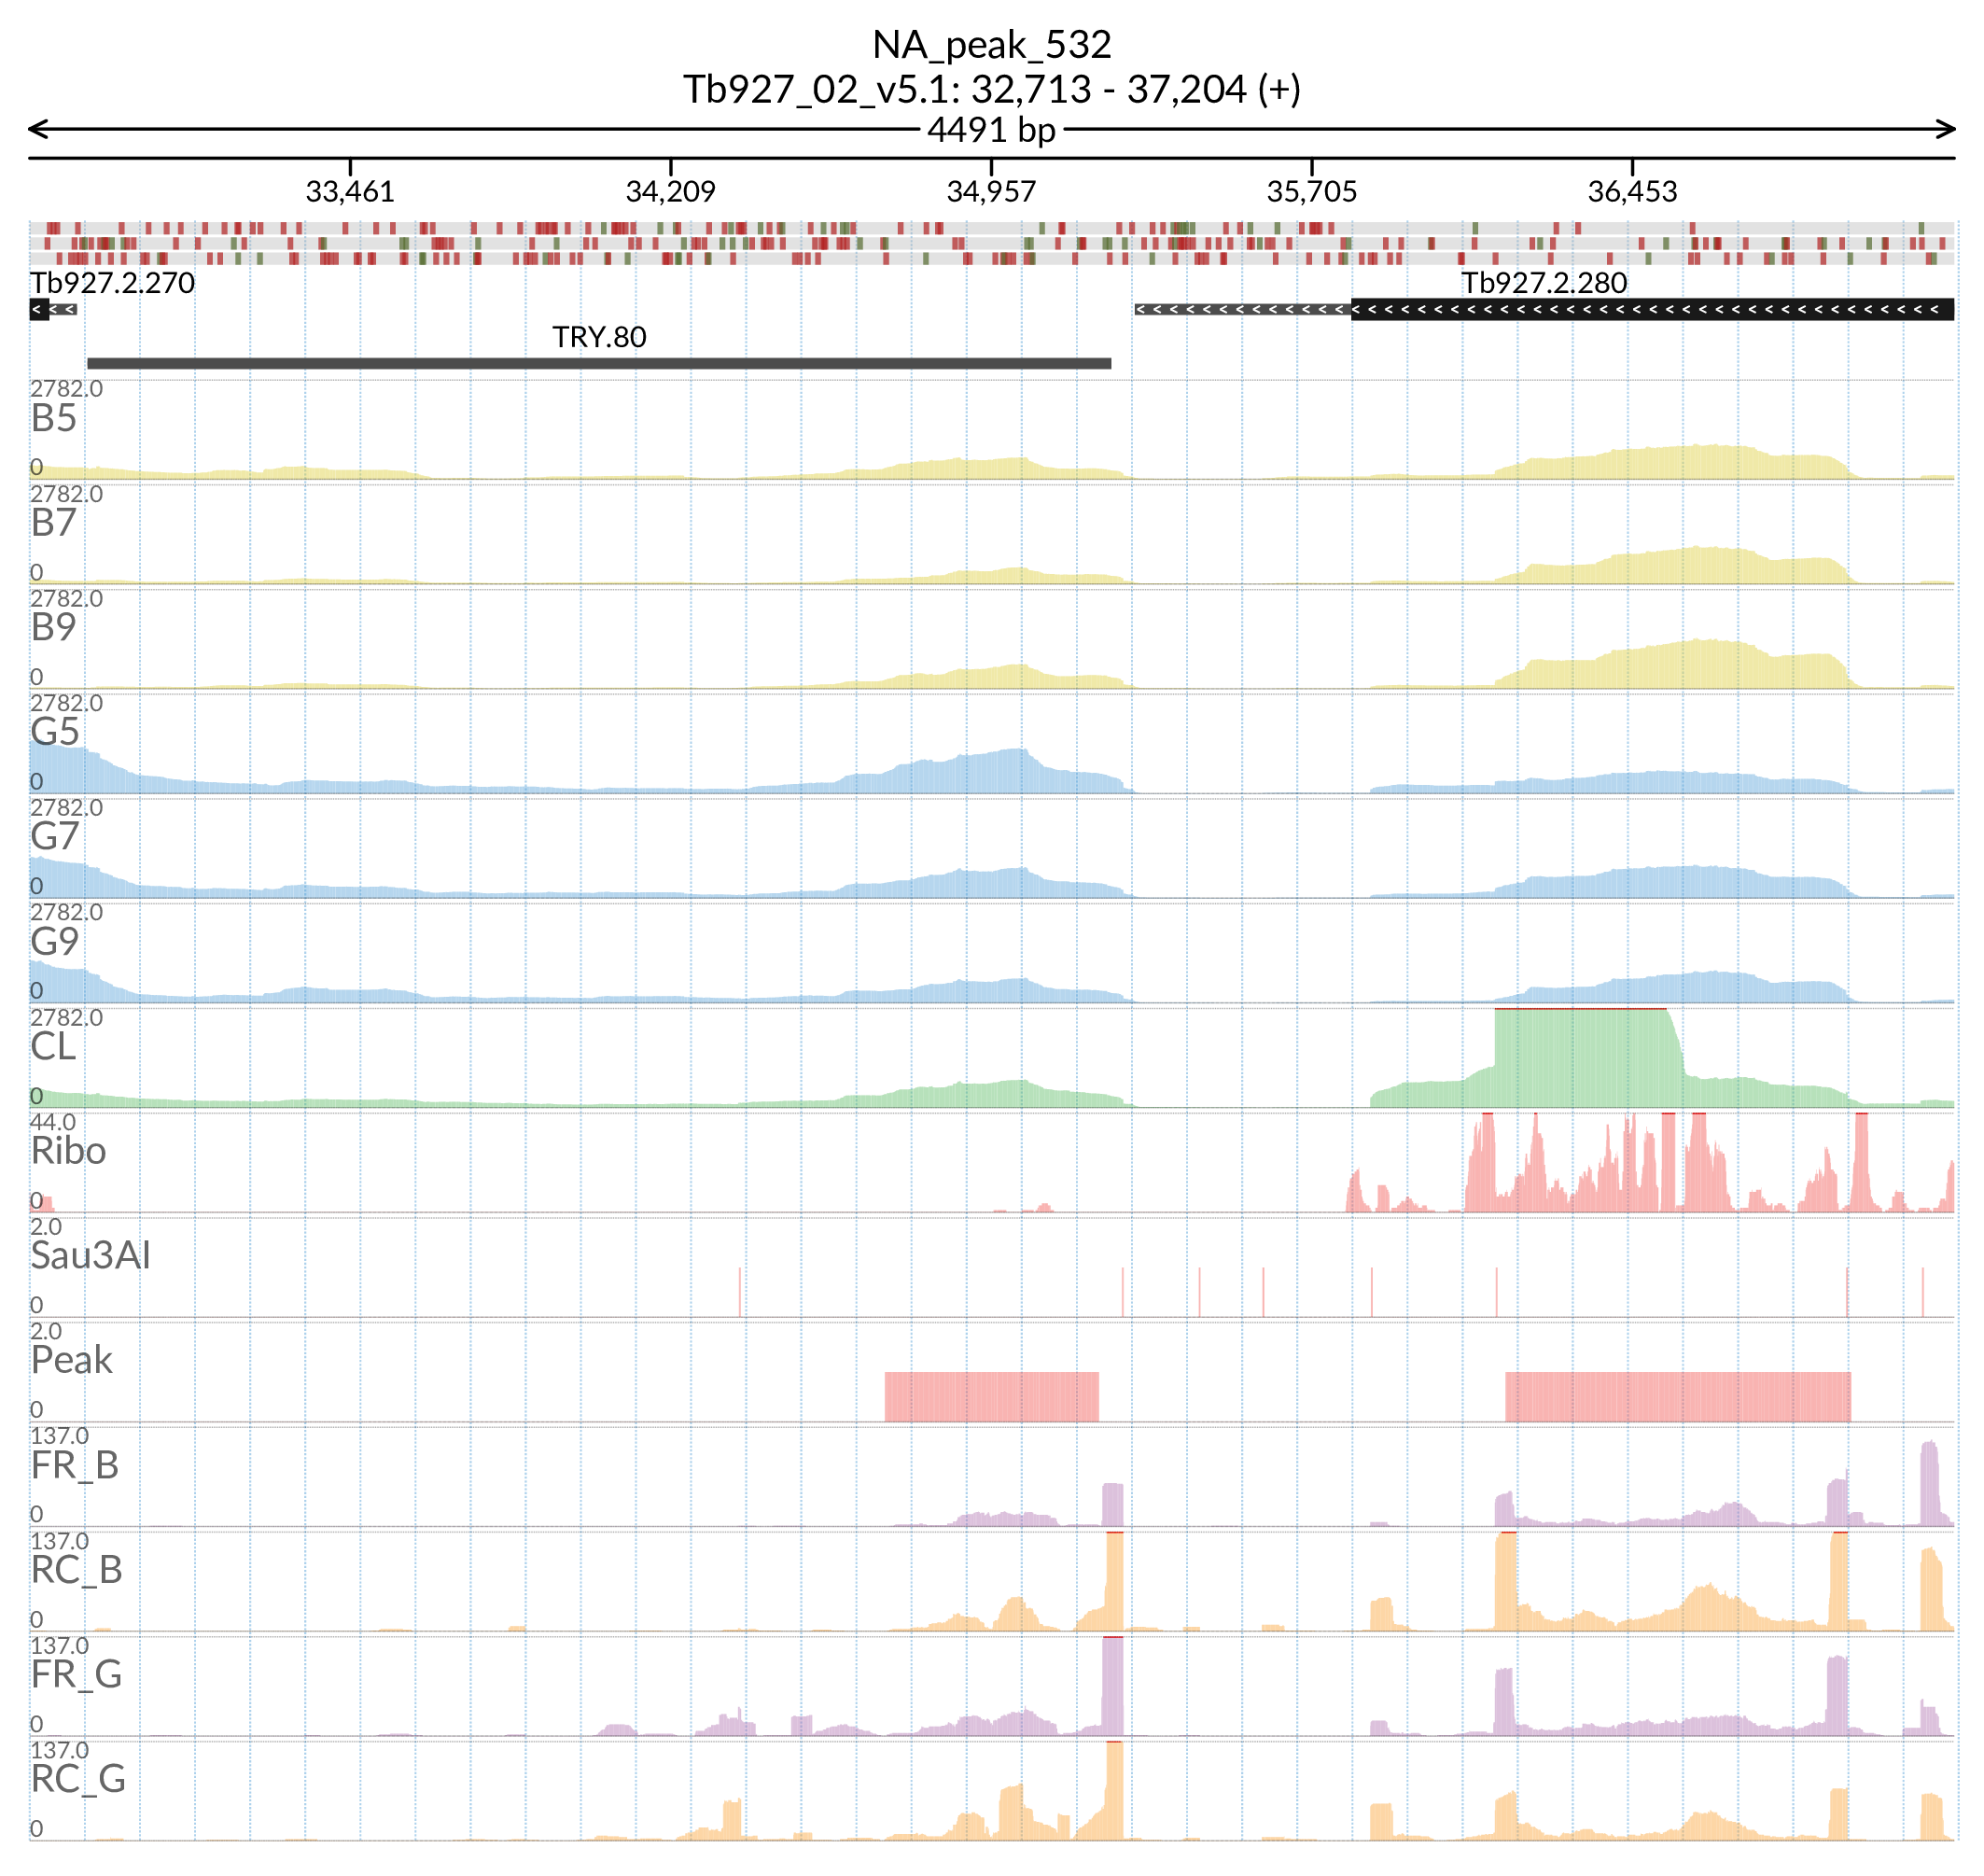 NA_peak_532
Tb927_02_v5.1: 32,713 - 37,204 (+)
4491 bp
33,461 34,209 34,957 35,705 36,453
Tb927.2.270 Tb927.2.280
TRY.80
2782.0
B5
0
2782.0
B7
0
2782.0
B9
0
2782.0
G5
0
2782.0
G7
0
2782.0
G9
0
2782.0
CL
0
44.0
Ribo
0
2.0
Sau3AI
0
2.0
Peak
0
137.0
FR_B
0
137.0
RC_B
0
137.0
FR_G
0
137.0
RC_G
0